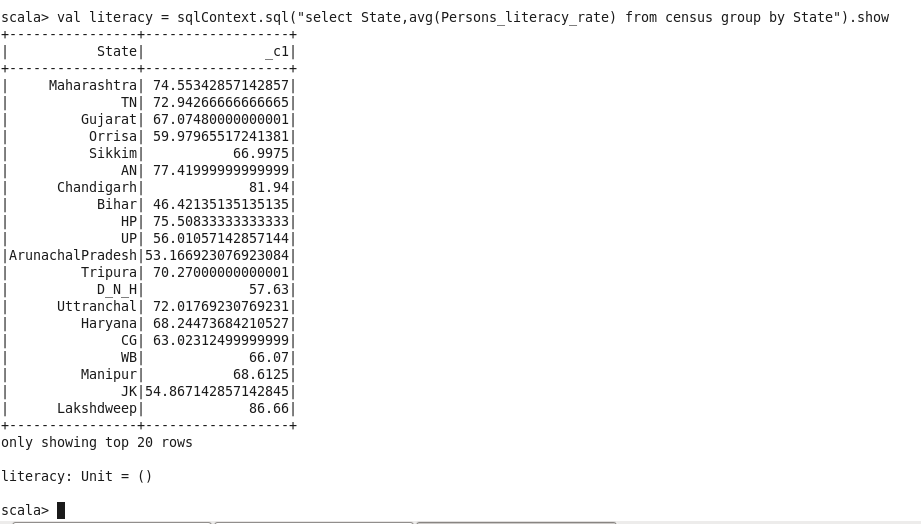 scala> val literacy = sqlContext.sql("select State,avg(Persons_literacy_rate) from census group by State").show
+----------------+------------------+
|           State|               _c1|
+----------------+------------------+
|     Maharashtra| 74.55342857142857|
|              TN| 72.94266666666665|
|         Gujarat| 67.07480000000001|
|          Orrisa| 59.97965517241381|
|          Sikkim|           66.9975|
|              AN| 77.41999999999999|
|      Chandigarh|             81.94|
|           Bihar| 46.42135135135135|
|              HP| 75.50833333333333|
|              UP| 56.01057142857144|
|ArunachalPradesh|53.166923076923084|
|         Tripura| 70.27000000000001|
|           D_N_H|             57.63|
|      Uttranchal| 72.01769230769231|
|         Haryana| 68.24473684210527|
|              CG| 63.02312499999999|
|              WB|             66.07|
|         Manipur|           68.6125|
|              JK|54.867142857142845|
|      Lakshdweep|             86.66|
+----------------+------------------+
only showing top 20 rows

literacy: Unit = ()

scala>